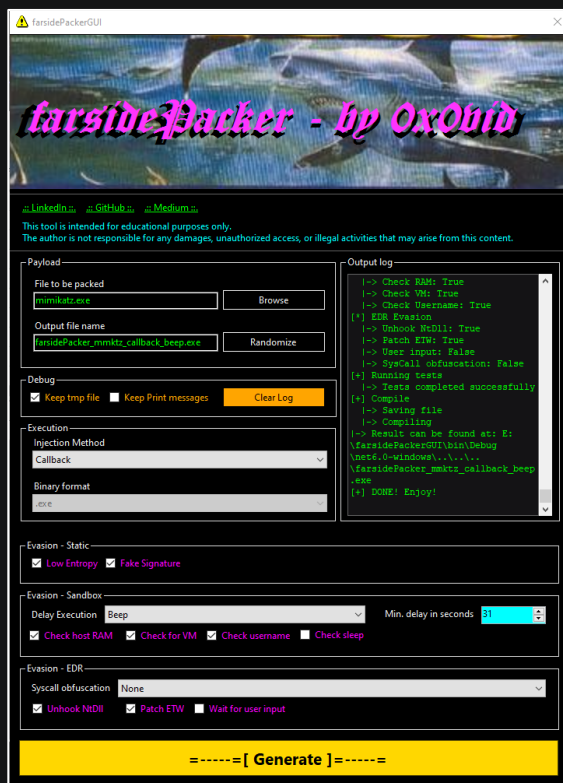 farsidePackerGUI
farsidePacker - by 0x0vid
.:: LinkedIn ::.  .:: GitHub ::.  .:: Medium ::.
This tool is intended for educational purposes only.
The author is not responsible for any damages, unauthorized access, or illegal activities that may arise from this content.
Payload
File to be packed
mimikatz.exe
Browse
Output file name
farsidePacker_mmktz_callback_beep.exe
Randomize
Debug
Keep tmp file
Keep Print messages
Clear Log
Execution
Injection Method
Callback
Binary format
.exe
Output log
|-> Check RAM: True
|-> Check VM: True
|-> Check Username: True
[*] EDR Evasion
|-> Unhook NtDll: True
|-> Patch ETW: True
|-> User input: False
|-> SysCall obfuscation: False
[+] Running tests
|-> Tests completed successfully
[+] Compile
|-> Saving file
|-> Compiling
|-> Result can be found at: E:
\farsidePackerGUI\bin\Debug
\net6.0-windows\..\..\..
\farsidePacker_mmktz_callback_beep
.exe
[+] DONE! Enjoy!
Evasion - Static
Low Entropy
Fake Signature
Evasion - Sandbox
Delay Execution
Beep
Min. delay in seconds
31
Check host RAM
Check for VM
Check username
Check sleep
Evasion - EDR
Syscall obfuscation
None
Unhook NtDll
Patch ETW
Wait for user input
=-----=[ Generate ]=-----=